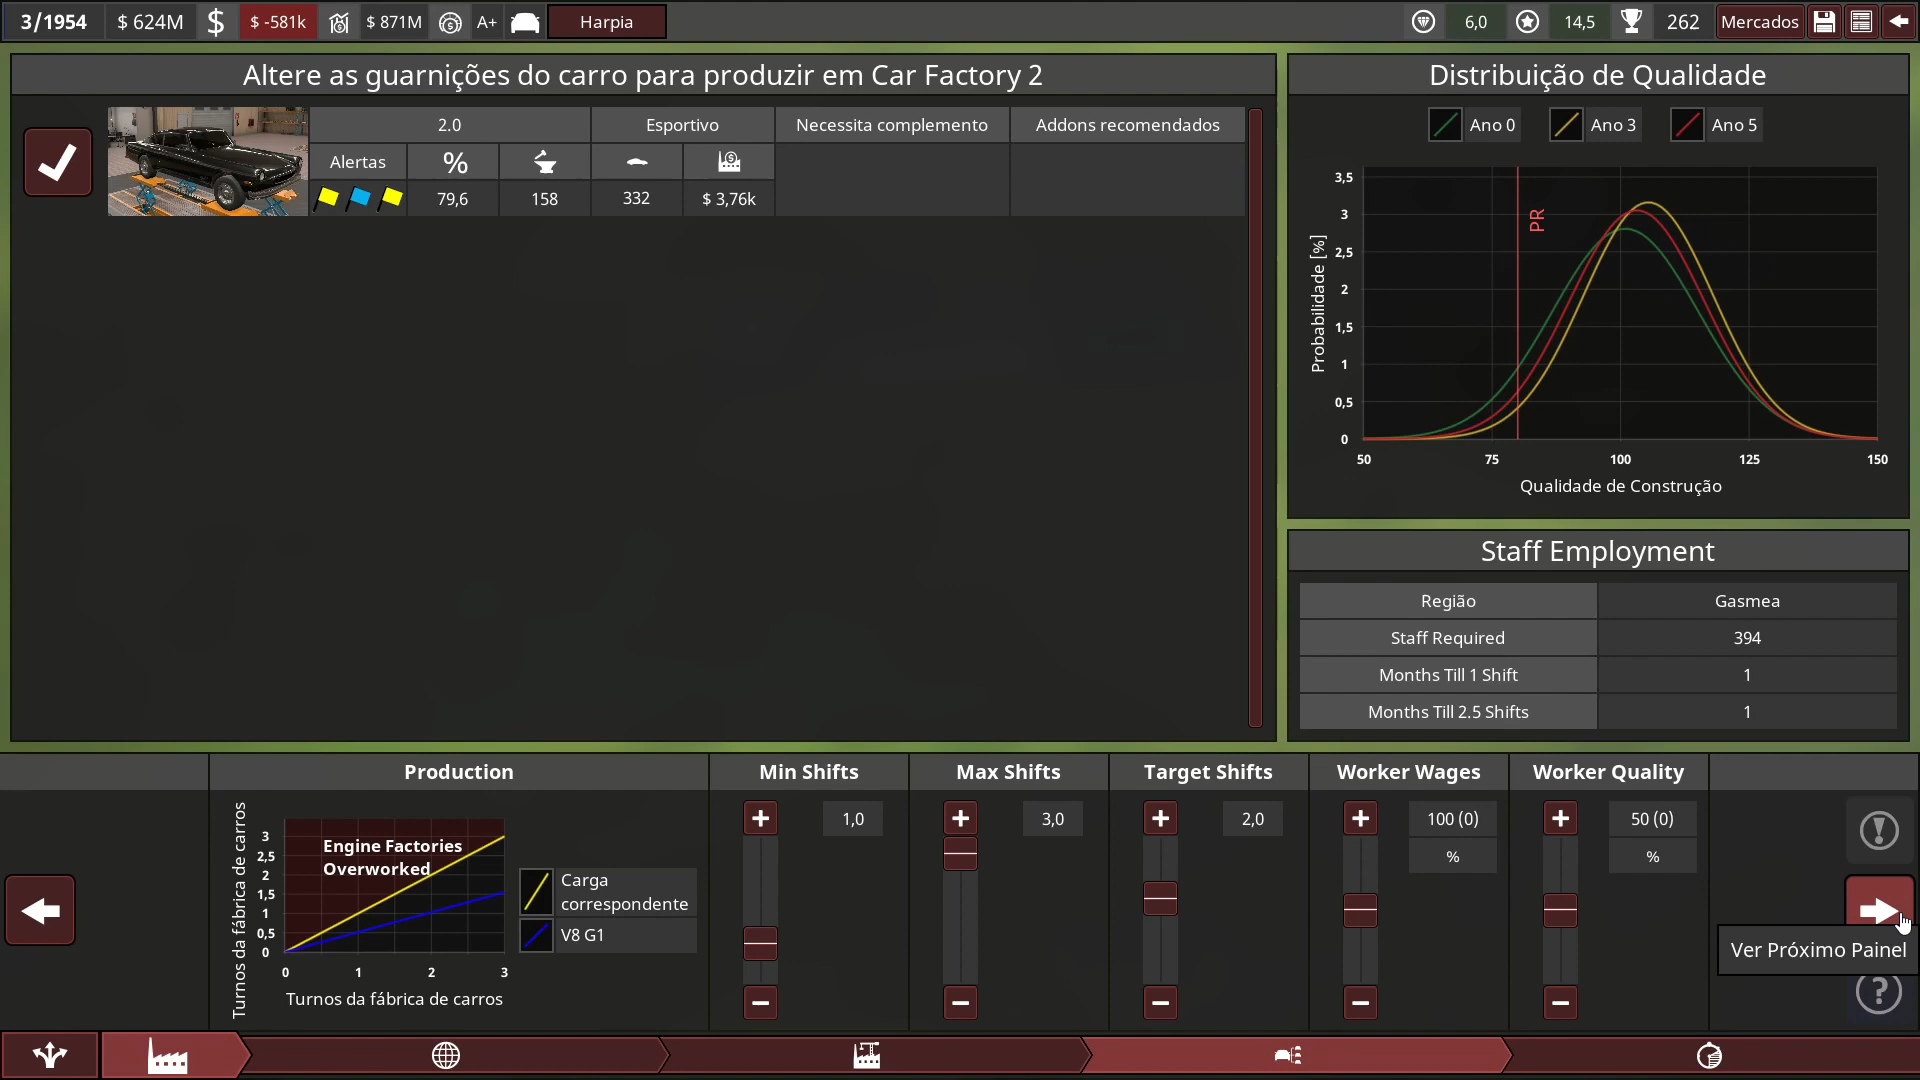 3/1954
$ 624M
$ -581k
$ 871M
A+
Harpia
6,0
14,5
262
Mercados
Altere as guarnições do carro para produzir em Car Factory 2
2.0
Esportivo
Necessita complemento
Addons recomendados
Alertas
%
79,6
158
332
$ 3,76k
Distribuição de Qualidade
Ano 0
Ano 3
Ano 5
3,5
3
2,5
2
1,5
1
0,5
0
Probabilidade [%]
PR
50
75
100
125
150
Qualidade de Construção
Staff Employment
Região
Gasmea
Staff Required
394
Months Till 1 Shift
1
Months Till 2.5 Shifts
1
Production
Turnos da fábrica de carros
3
2,5
2
1,5
1
0,5
0
Engine Factories
Overworked
0
1
2
3
Turnos da fábrica de carros
Carga
correspondente
V8 G1
Min Shifts
1,0
Max Shifts
3,0
Target Shifts
2,0
Worker Wages
100 (0)
%
Worker Quality
50 (0)
%
Ver Próximo Painel